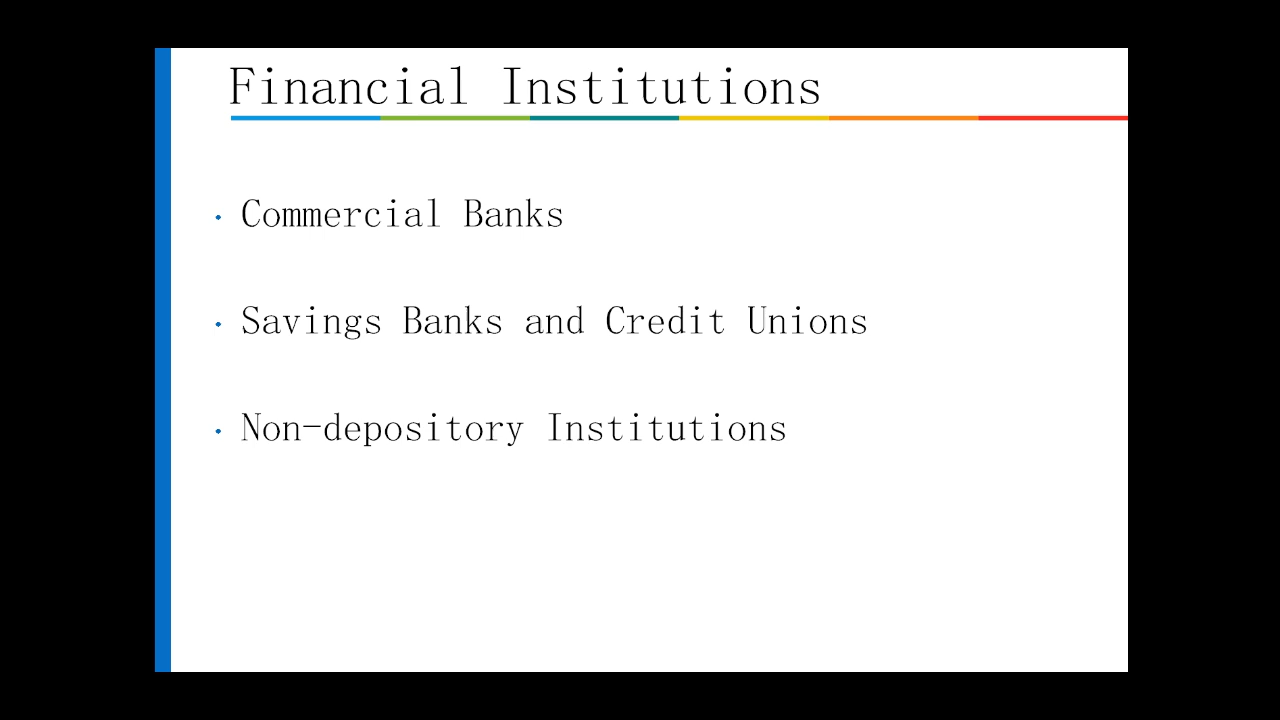 Financial Institutions
• Commercial Banks
• Savings Banks and Credit Unions
• Non-depository Institutions